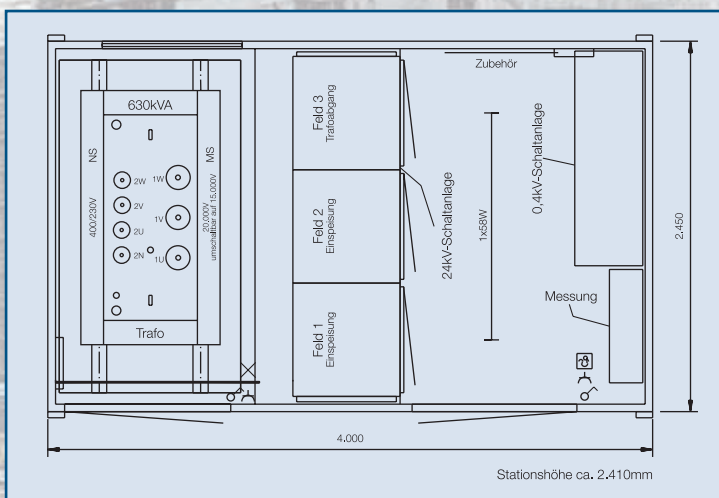 630kVA
NS
400/230V
MS
20.000V
umschaltbar auf 15.000V
2W
1W
2V
1V
2U
2N
1U
Trafo
Feld 3
Trafoabgang
Feld 2
Einspeisung
Feld 1
Einspeisung
24kV-Schaltanlage
1x58W
Zubehör
0,4kV-Schaltanlage
Messung
2.450
4.000
Stationshöhe ca. 2.410mm